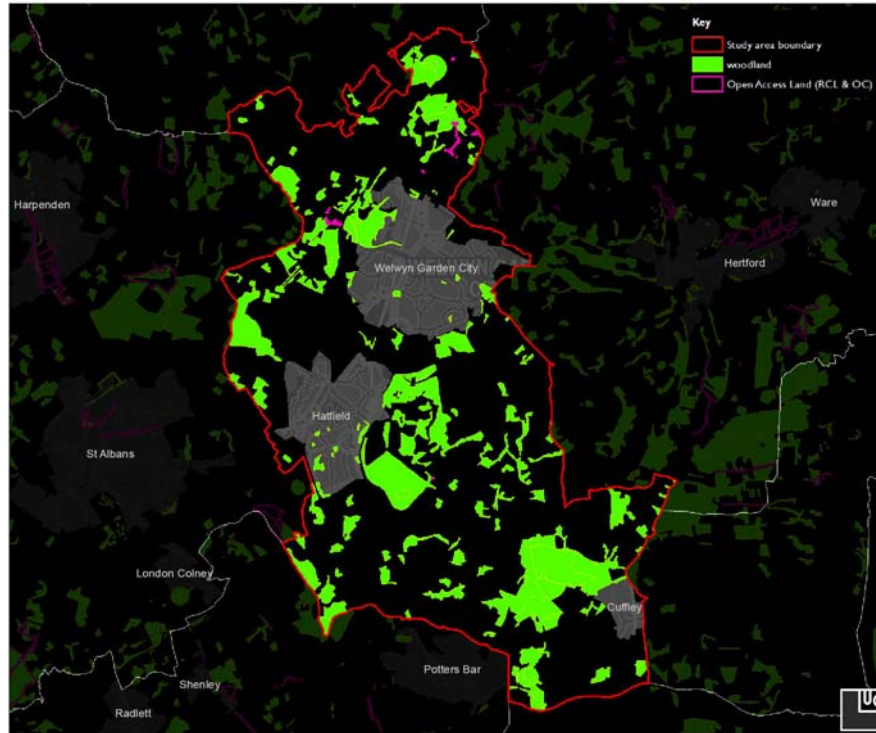 Key
Study area boundary
woodland
Open Access Land (RCL & OC)
Harpenden
Ware
Welwyn Garden City
Hertford
Hatfield
St Albans
London Colney
Cuffley
Potters Bar
Shenley
Radlett